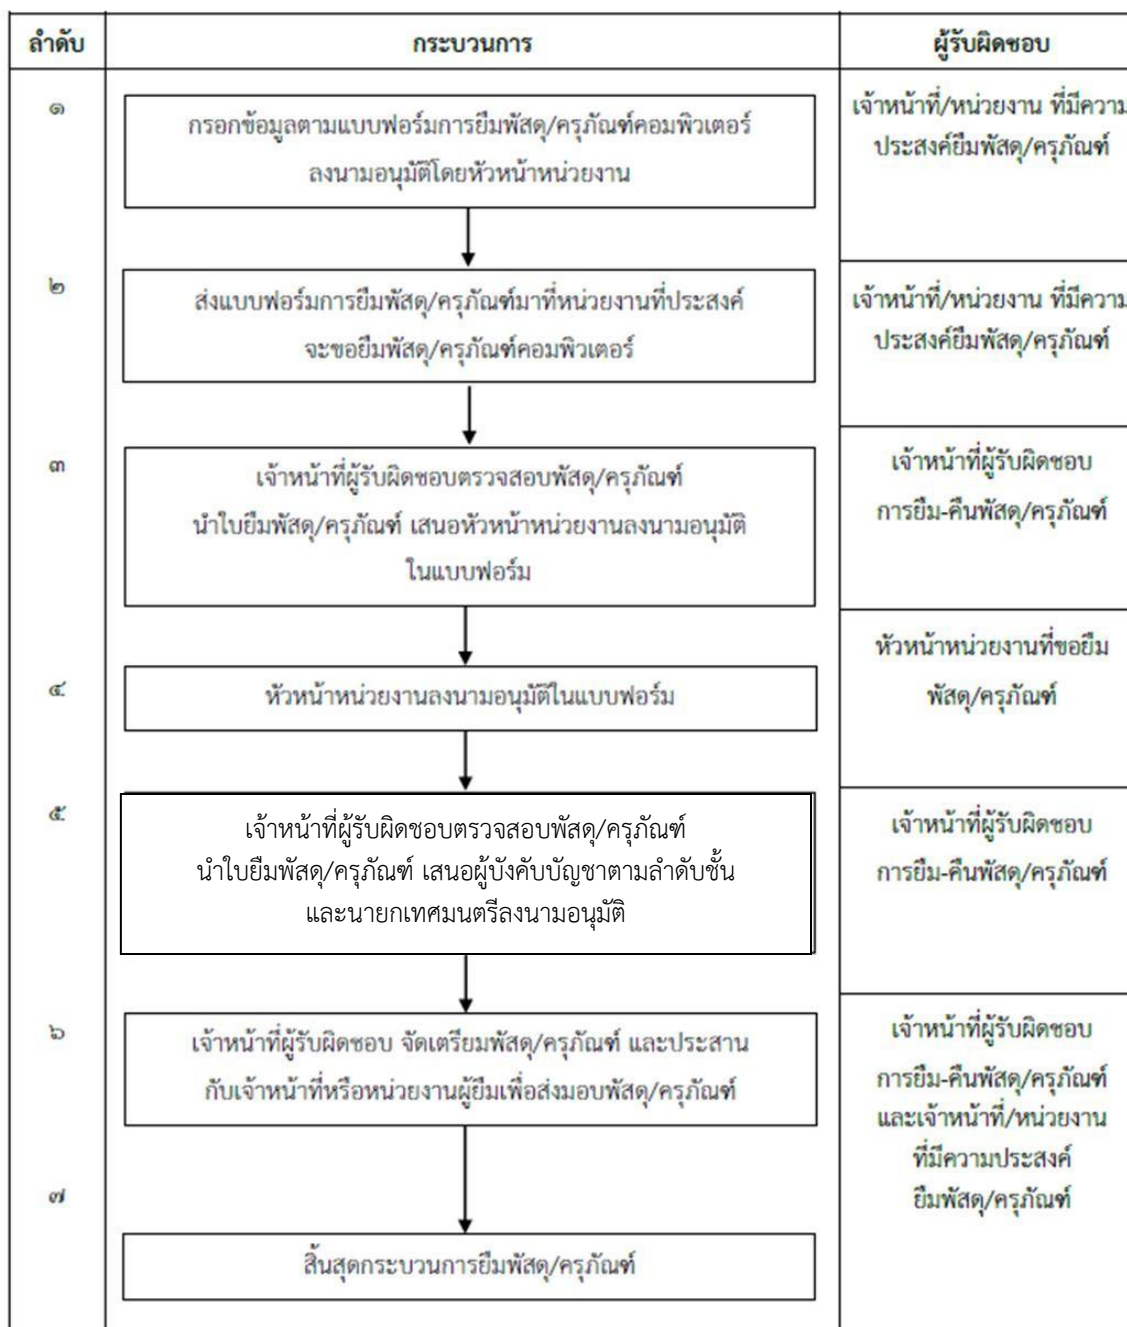 ลำดับ
กระบวนการ
ผู้รับผิดชอบ
๑
กรอกข้อมูลตามแบบฟอร์มการยืมพัสดุ/ครุภัณฑ์คอมพิวเตอร์
ลงนามอนุมัติโดยหัวหน้าหน่วยงาน
เจ้าหน้าที่/หน่วยงาน ที่มีความ
ประสงค์ยืมพัสดุ/ครุภัณฑ์
๒
ส่งแบบฟอร์มการยืมพัสดุ/ครุภัณฑ์มาที่หน่วยงานที่ประสงค์
จะขอยืมพัสดุ/ครุภัณฑ์คอมพิวเตอร์
เจ้าหน้าที่/หน่วยงาน ที่มีความ
ประสงค์ยืมพัสดุ/ครุภัณฑ์
๓
เจ้าหน้าที่ผู้รับผิดชอบตรวจสอบพัสดุ/ครุภัณฑ์
นำใบยืมพัสดุ/ครุภัณฑ์ เสนอหัวหน้าหน่วยงานลงนามอนุมัติ
ในแบบฟอร์ม
เจ้าหน้าที่ผู้รับผิดชอบ
การยืม-คืนพัสดุ/ครุภัณฑ์
๔
หัวหน้าหน่วยงานลงนามอนุมัติในแบบฟอร์ม
หัวหน้าหน่วยงานที่ขอยืม
พัสดุ/ครุภัณฑ์
๕
เจ้าหน้าที่ผู้รับผิดชอบตรวจสอบพัสดุ/ครุภัณฑ์
นำใบยืมพัสดุ/ครุภัณฑ์ เสนอผู้บังคับบัญชาตามลำดับชั้น
และนายกเทศมนตรีลงนามอนุมัติ
เจ้าหน้าที่ผู้รับผิดชอบ
การยืม-คืนพัสดุ/ครุภัณฑ์
๖
เจ้าหน้าที่ผู้รับผิดชอบ จัดเตรียมพัสดุ/ครุภัณฑ์ และประสาน
กับเจ้าหน้าที่หรือหน่วยงานผู้ยืมเพื่อส่งมอบพัสดุ/ครุภัณฑ์
เจ้าหน้าที่ผู้รับผิดชอบ
การยืม-คืนพัสดุ/ครุภัณฑ์
และเจ้าหน้าที่/หน่วยงาน
ที่มีความประสงค์
ยืมพัสดุ/ครุภัณฑ์
๗
สิ้นสุดกระบวนการยืมพัสดุ/ครุภัณฑ์